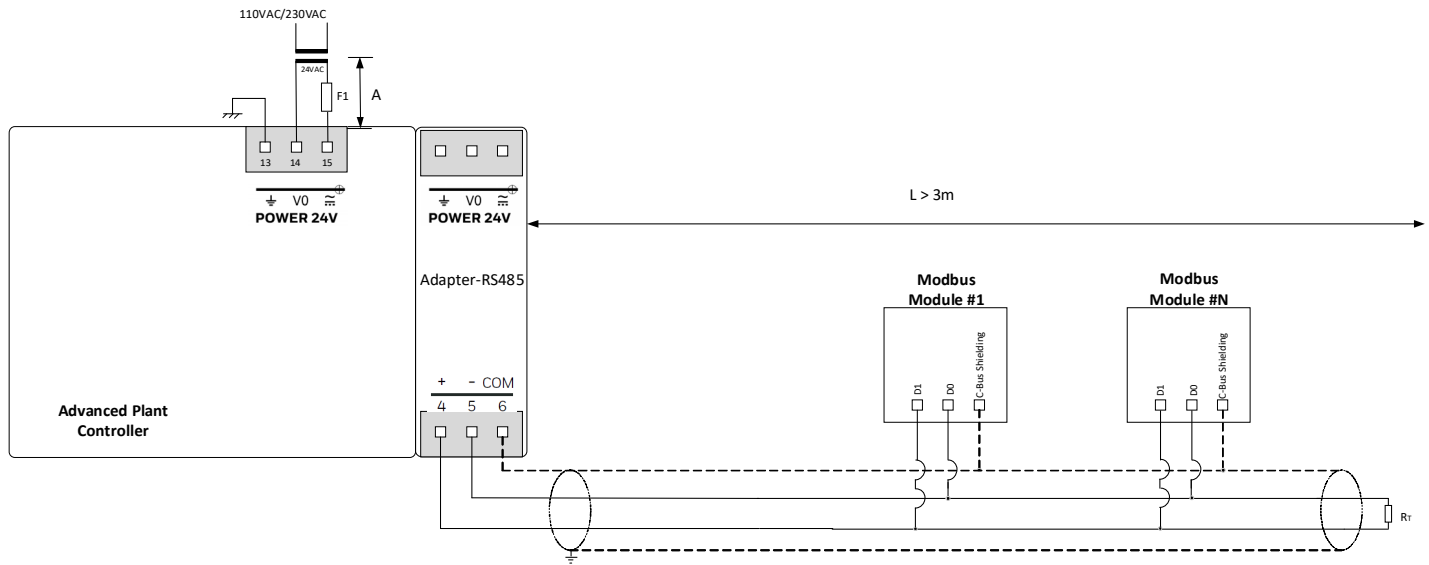 110VAC/230VAC
24VAC
F1
A
13 14 15
V0
POWER 24V
V0
POWER 24V
L > 3m
Adapter-RS485
Modbus
Module #1
Modbus
Module #N
D1
D0
C-Bus Shielding
D1
D0
C-Bus Shielding
+ - COM
4 5 6
Advanced Plant
Controller
RT